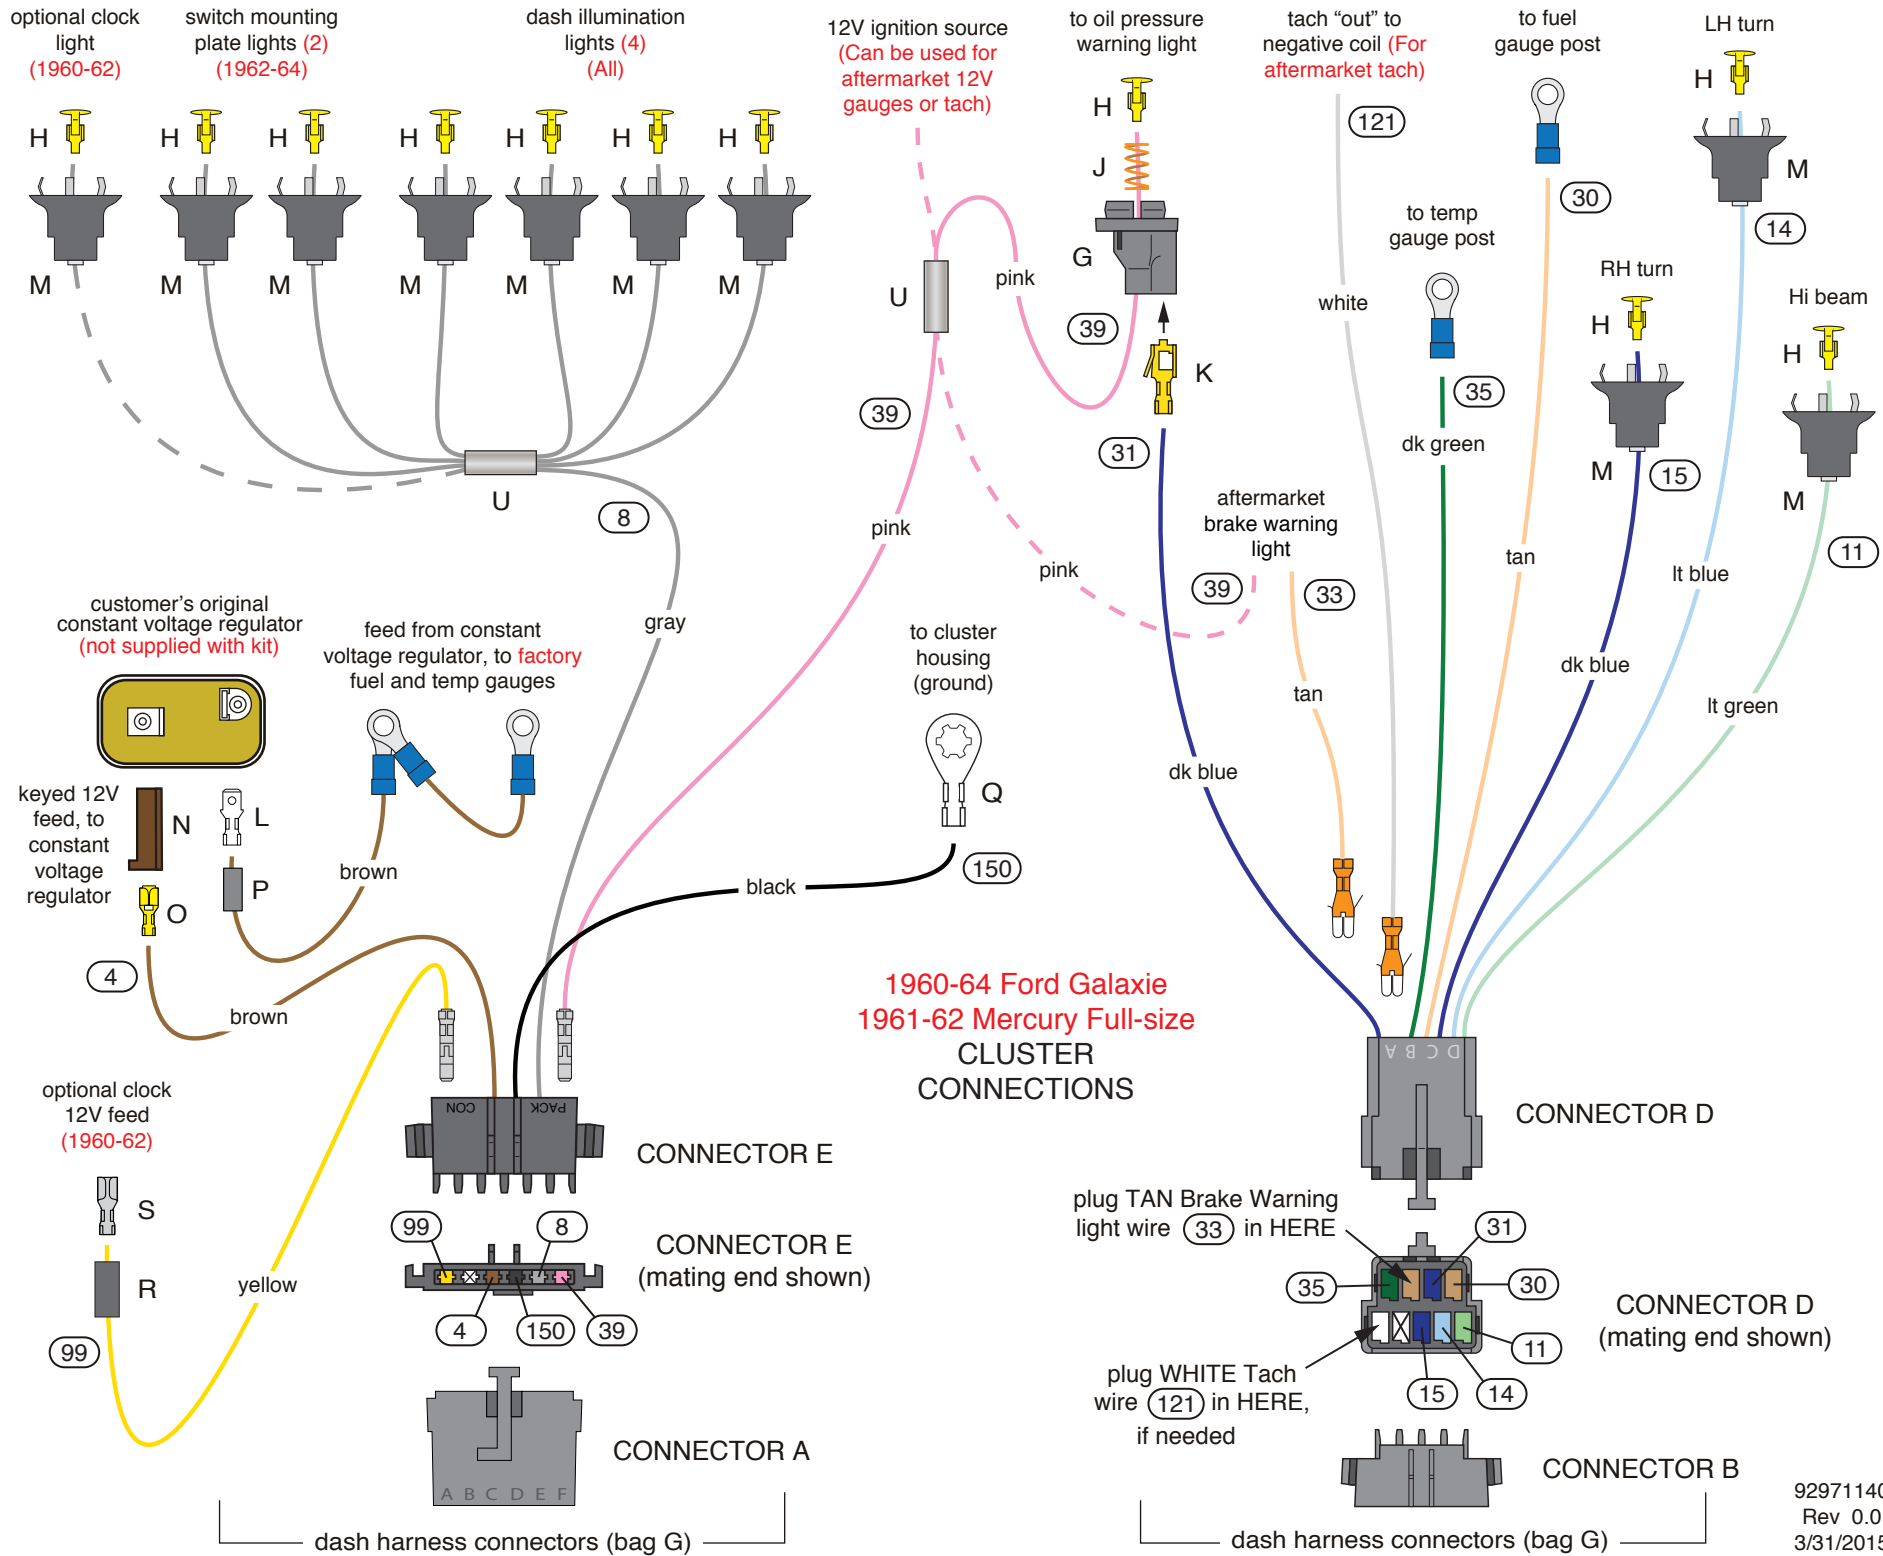 optional clock
light
(1960-62)
switch mounting
plate lights (2)
(1962-64)
dash illumination
lights (4)
(All)
12V ignition source
(Can be used for
aftermarket 12V
gauges or tach)
to oil pressure
warning light
tach “out” to
negative coil (For
aftermarket tach)
to fuel
gauge post
LH turn
H
H
H
H
H
H
H
H
H
121
J
M
30
14
to temp
gauge post
RH turn
Hi beam
G
M
M
M
M
M
M
M
U
pink
39
white
H
H
K
35
39
dk green
M
15
M
31
U
8
aftermarket
brake warning
light
pink
pink
39
33
tan
lt blue
11
customer’s original
constant voltage regulator
(not supplied with kit)
feed from constant
voltage regulator, to factory
fuel and temp gauges
gray
to cluster
housing
(ground)
tan
dk blue
lt green
dk blue
keyed 12V
feed, to
constant
voltage
regulator
N
L
Q
P
brown
150
black
O
4
brown
1960-64 Ford Galaxie
1961-62 Mercury Full-size
CLUSTER
CONNECTIONS
A B C D
optional clock
12V feed
(1960-62)
CON
PACK
CONNECTOR E
CONNECTOR D
S
99
8
CONNECTOR E
(mating end shown)
plug TAN Brake Warning
light wire 33 in HERE
31
R
yellow
35
30
4
150
39
CONNECTOR D
(mating end shown)
99
11
plug WHITE Tach
wire 121 in HERE,
if needed
15
14
CONNECTOR A
CONNECTOR B
A B C D E F
92971140
Rev 0.0
3/31/2015
dash harness connectors (bag G)
dash harness connectors (bag G)